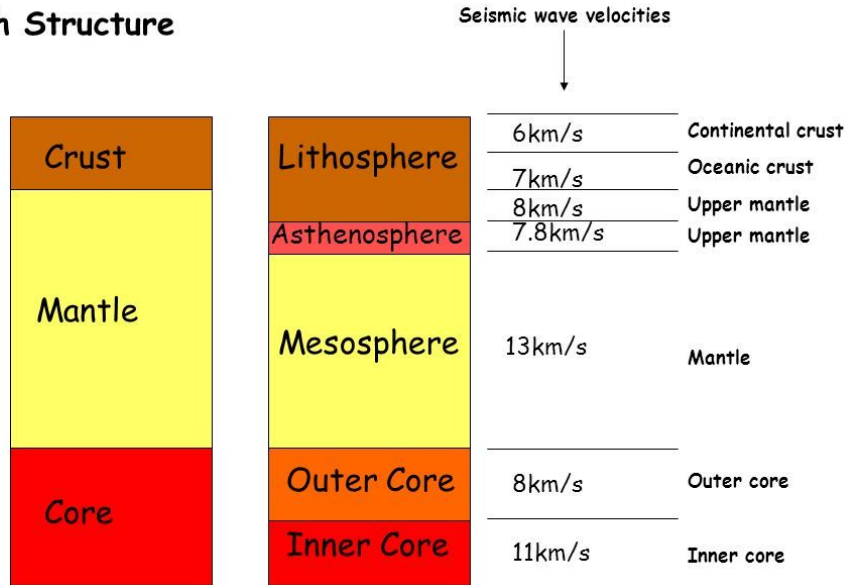 Structure
Seismic wave velocities
Crust
Mantle
Core
Lithosphere
Asthenosphere
Mesosphere
Outer Core
Inner Core
6km/s Continental crust
7km/s Oceanic crust
8km/s Upper mantle
7.8km/s Upper mantle
13km/s Mantle
8km/s Outer core
11km/s Inner core